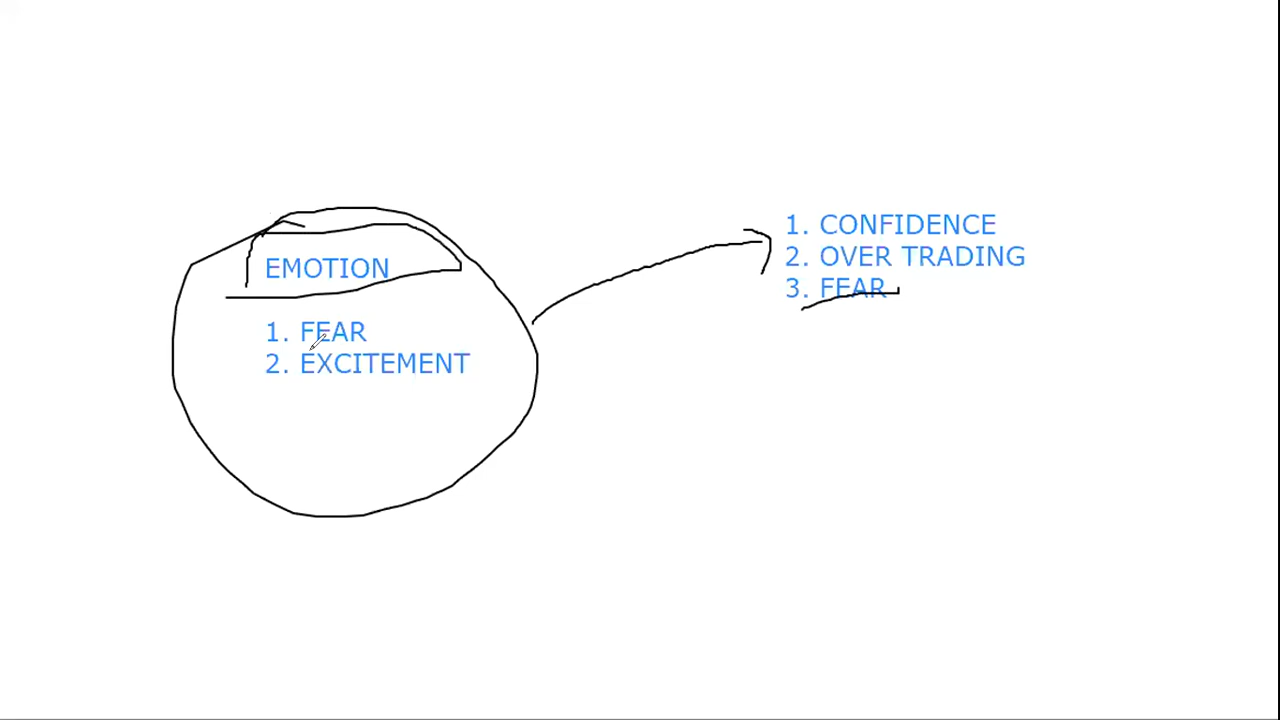 EMOTION
1. FEAR
2. EXCITEMENT
1. CONFIDENCE
2. OVER TRADING
3. FEAR